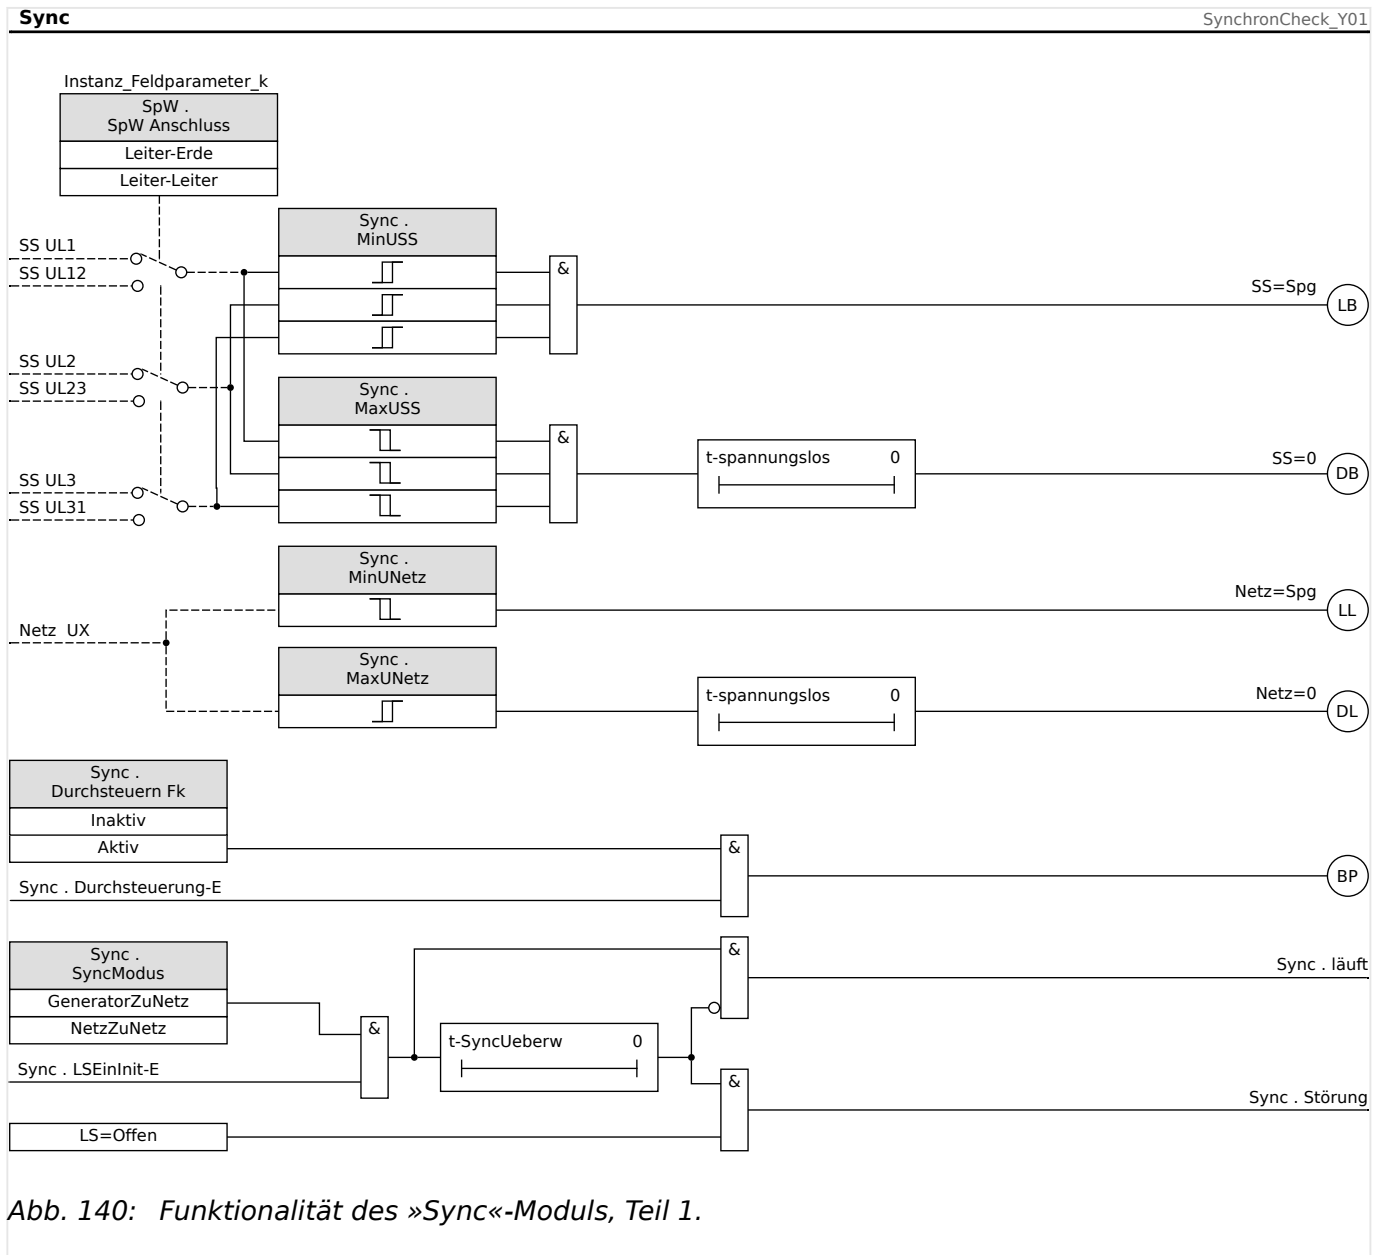 Sync
SynchronCheck_Y01
Instanz_Feldparameter_k
SpW .
SpW Anschluss
Leiter-Erde
Leiter-Leiter
SS UL1
SS UL12
SS UL2
SS UL23
SS UL3
SS UL31
Sync .
MinUSS
&
SS=Spg
LB
Sync .
MaxUSS
&
t-spannungslos 0
SS=0
DB
Sync .
MinUNetz
Netz=Spg
LL
Netz UX
Sync .
MaxUNetz
t-spannungslos 0
Netz=0
DL
Sync .
Durchsteuern Fk
Inaktiv
Aktiv
Sync . Durchsteuerung-E
&
BP
Sync .
SyncModus
GeneratorZuNetz
NetzZuNetz
Sync . LSEinInit-E
&
t-SyncUeberw 0
&
Sync . läuft
&
Sync . Störung
LS=Offen
Abb. 140: Funktionalität des »Sync«-Moduls, Teil 1.